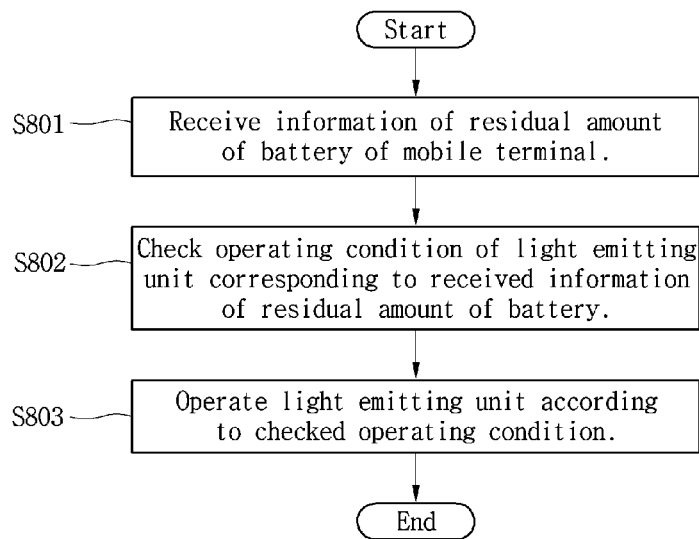 Start
S801
Receive information of residual amount
of battery of mobile terminal.
S802
Check operating condition of light emitting
unit corresponding to received information
of residual amount of battery.
S803
Operate light emitting unit according
to checked operating condition.
End